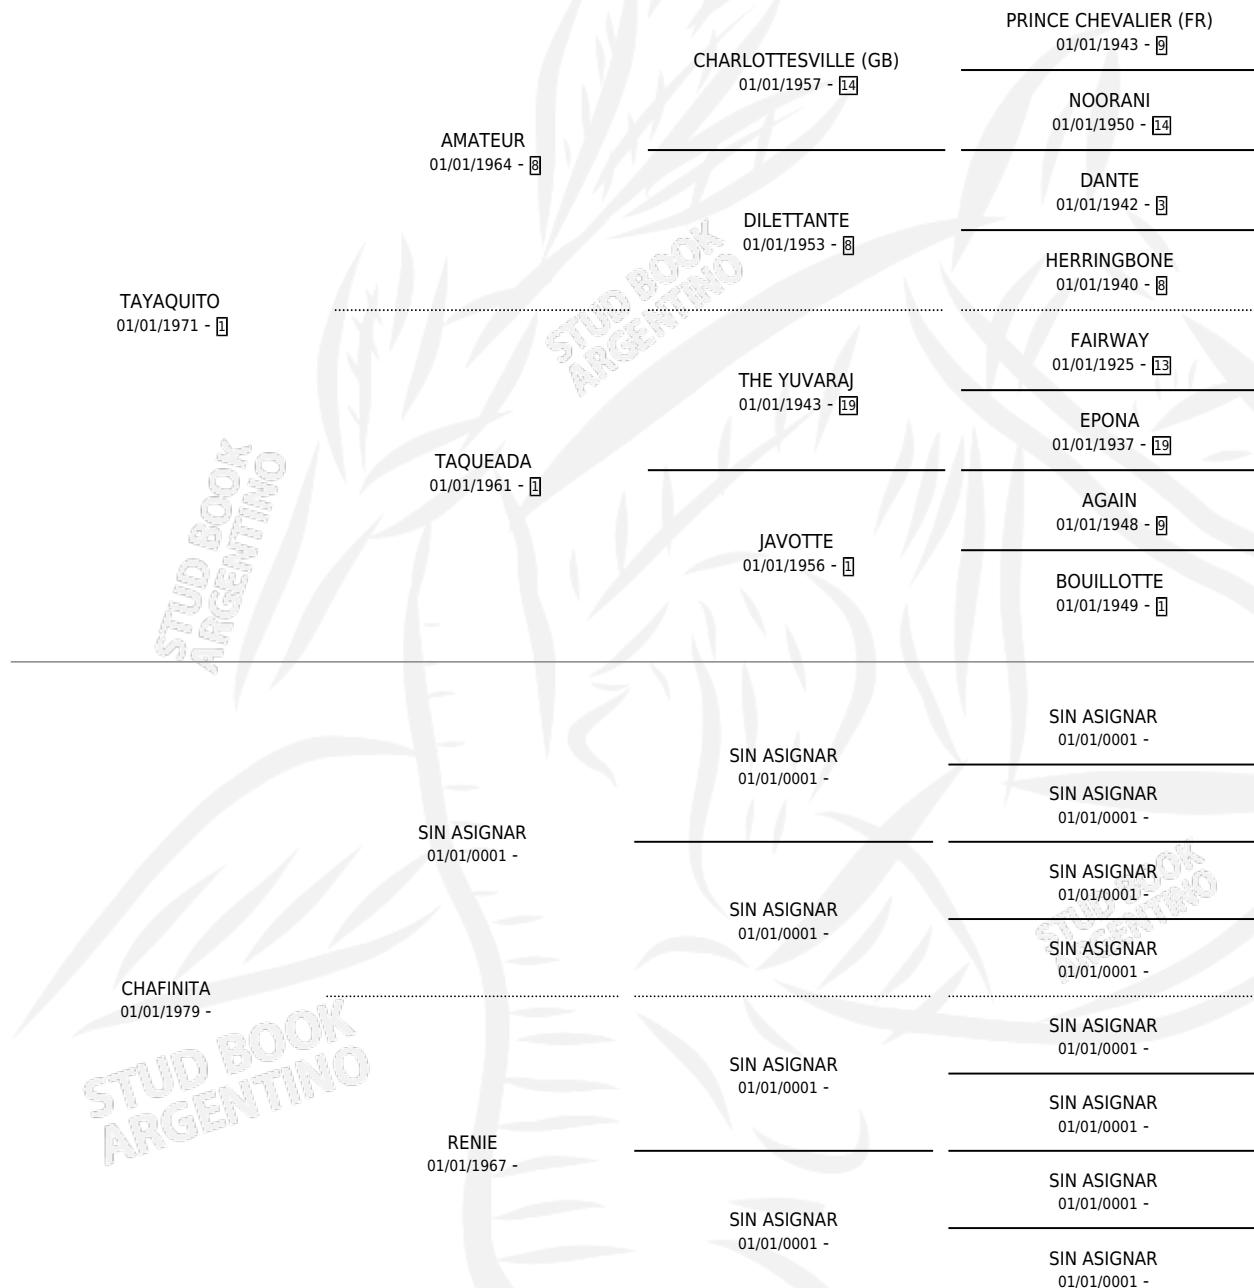 PRINCE CHEVALIER (FR)
01/01/1943 - 9
CHARLOTTESVILLE (GB)
01/01/1957 - 14
NOORANI
01/01/1950 - 14
AMATEUR
01/01/1964 - 8
DANTE
01/01/1942 - 3
DILETTANTE
01/01/1953 - 8
HERRINGBONE
01/01/1940 - 8
TAYAQUITO
01/01/1971 - 1
FAIRWAY
01/01/1925 - 13
THE YUVARAJ
01/01/1943 - 19
EPONA
01/01/1937 - 19
TAQUEADA
01/01/1961 - 1
AGAIN
01/01/1948 - 9
JAVOTTE
01/01/1956 - 1
BOUILLOTTE
01/01/1949 - 1
STUD BOOK
ARGENTINO
STUD BOOK
ARGENTINO
SIN ASIGNAR
01/01/0001 -
SIN ASIGNAR
01/01/0001 -
SIN ASIGNAR
01/01/0001 -
SIN ASIGNAR
01/01/0001 -
SIN ASIGNAR
01/01/0001 -
SIN ASIGNAR
01/01/0001 -
SIN ASIGNAR
01/01/0001 -
STUD BOOK
ARGENTINO
CHAFINITA
01/01/1979 -
SIN ASIGNAR
01/01/0001 -
SIN ASIGNAR
01/01/0001 -
SIN ASIGNAR
01/01/0001 -
RENIE
01/01/1967 -
SIN ASIGNAR
01/01/0001 -
SIN ASIGNAR
01/01/0001 -
SIN ASIGNAR
01/01/0001 -
STUD BOOK
ARGENTINO